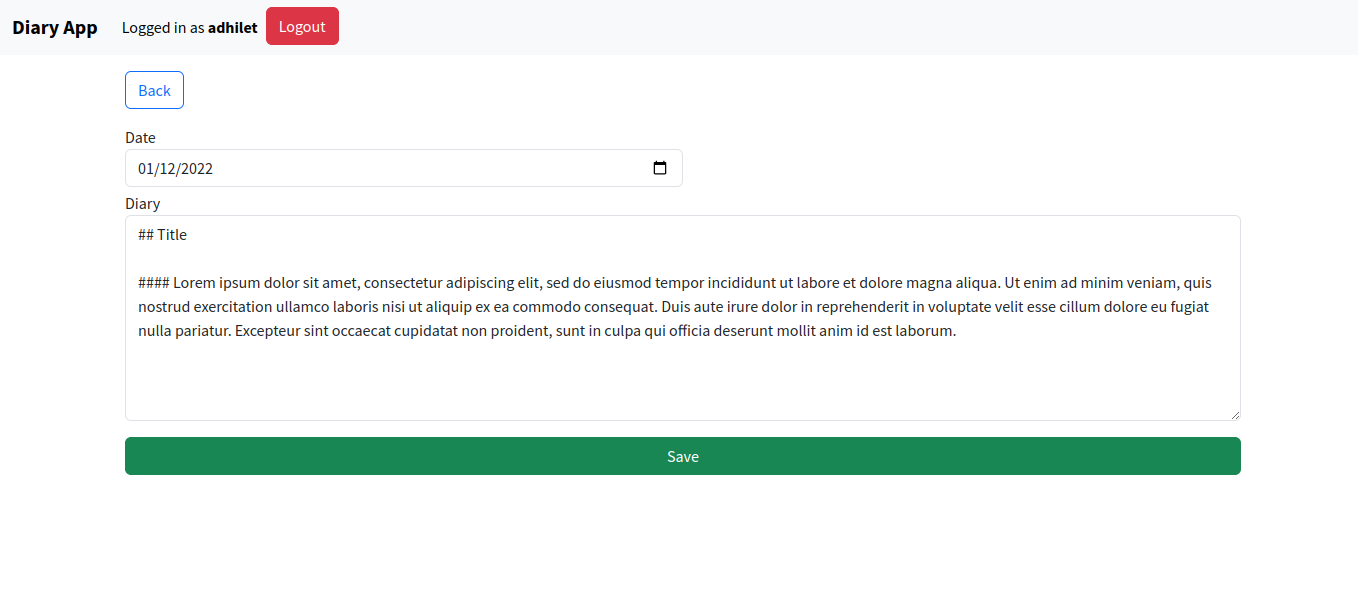 Diary App Logged in as adhilet Logout
Back
Date
01/12/2022
Diary
## Title
#### Lorem ipsum dolor sit amet, consectetur adipiscing elit, sed do eiusmod tempor incididunt ut labore et dolore magna aliqua. Ut enim ad minim veniam, quis
nostrud exercitation ullamco laboris nisi ut aliquip ex ea commodo consequat. Duis aute irure dolor in reprehenderit in voluptate velit esse cillum dolore eu fugiat
nulla pariatur. Excepteur sint occaecat cupidatat non proident, sunt in culpa qui officia deserunt mollit anim id est laborum.
Save